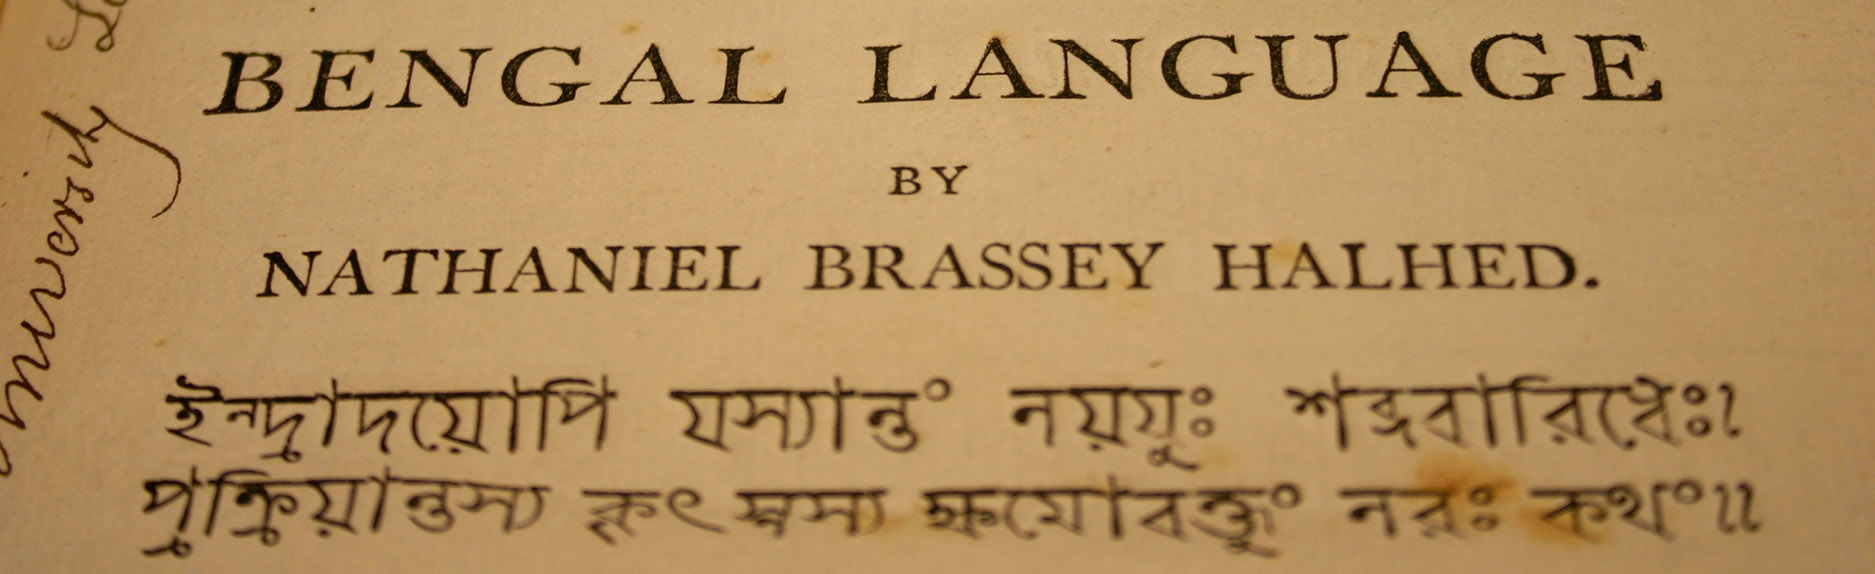 BENGAL LANGUAGE
BY
NATHANIEL BRASSEY HALHED.
ইন্দ্রাদয়োপি যস্যান্তং নয়যুঃ শব্দবারিধেঃ।
প্রক্রিয়ান্তস্য কৃৎস্নস্য ক্ষমোবক্তুং নরঃ কথং॥